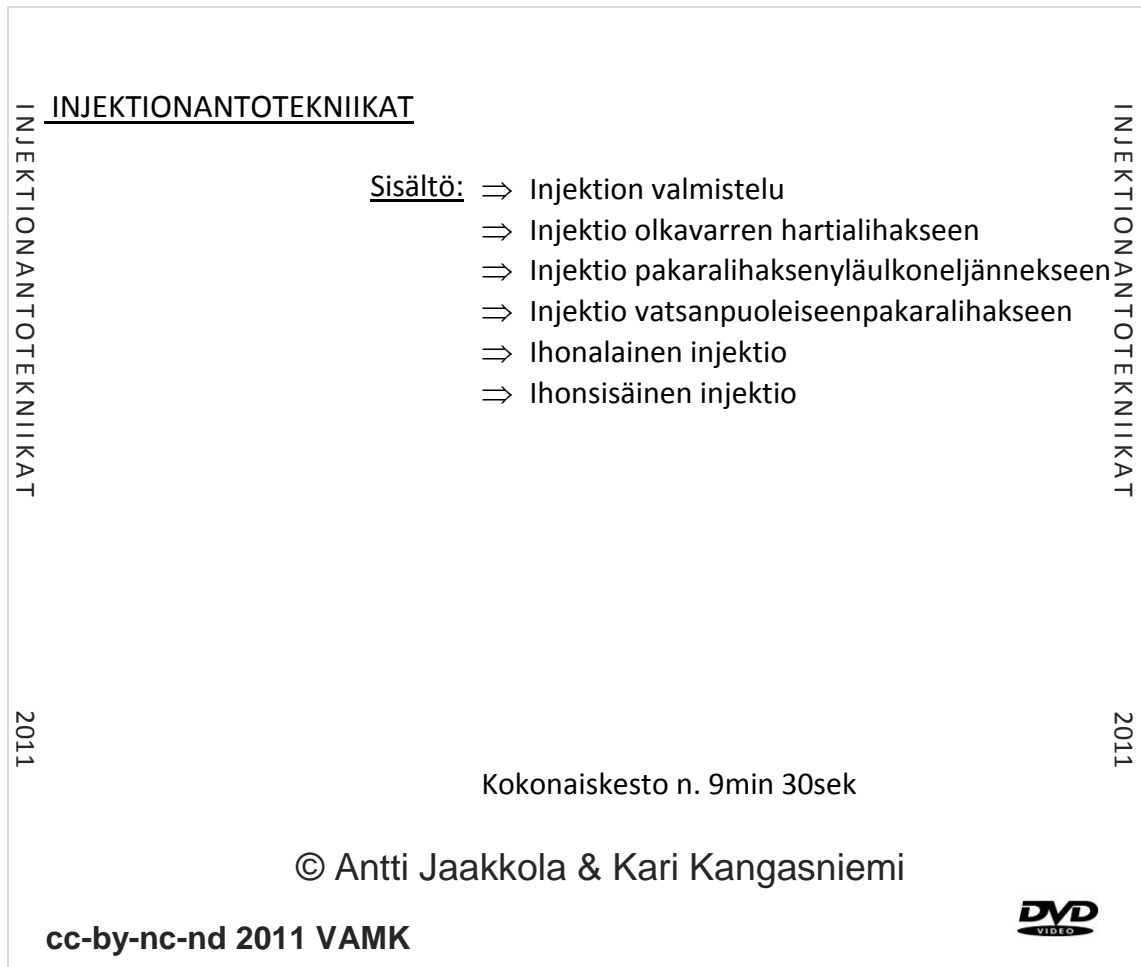 INJEKTIONANTOTEKNIIKAT
INJEKTIONANTOTEKNIIKAT 2011
Sisältö: ⇒ Injektion valmistelu
⇒ Injektio olkavarren hartialihakseen
⇒ Injektio pakaralihaksenyläulkoneljännekseen
⇒ Injektio vatsanpuoleiseenpakaralihakseen
⇒ Ihonalainen injektio
⇒ Ihonsisäinen injektio
INJEKTIONANTOTEKNIIKAT 2011
Kokonaiskesto n. 9min 30sek
© Antti Jaakkola & Kari Kangasniemi
DVD
VIDEO
cc-by-nc-nd 2011 VAMK